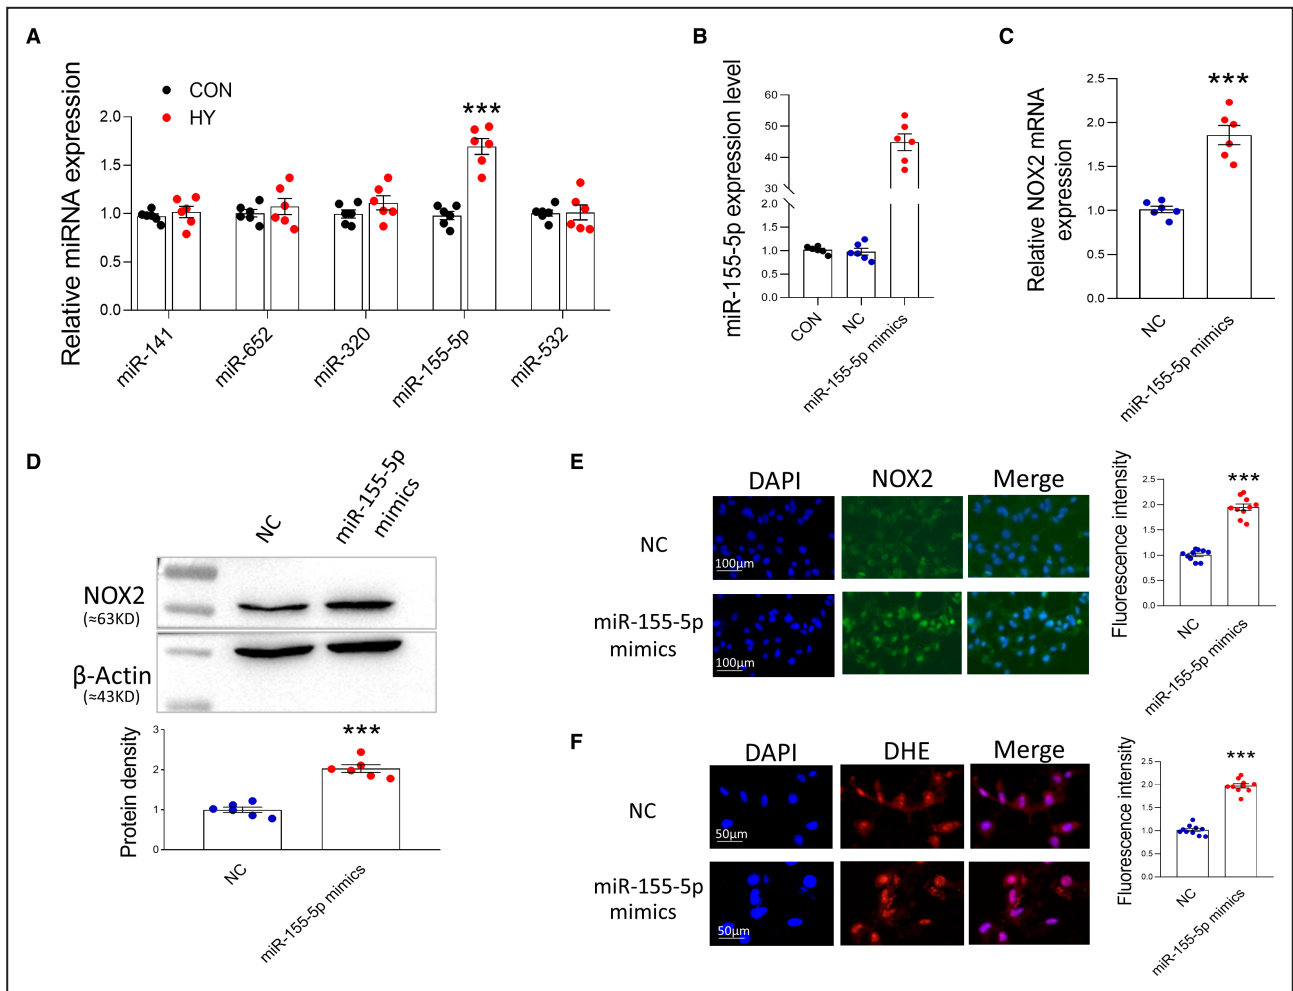 A
Relative miRNA expression
CON
HY
***
2.0
1.5
1.0
0.5
0.0
miR-141
miR-652
miR-320
miR-155-5p
miR-532
B
miR-155-5p expression level
60
50
40
30
2.0
1.5
1.0
0.5
0.0
CON
NC
miR-155-5p mimics
C
Relative NOX2 mRNA
expression
***
2.5
2.0
1.5
1.0
0.5
0.0
NC
miR-155-5p mimics
D
NC
miR-155-5p
mimics
NOX2
(≈63KD)
β-Actin
(≈43KD)
Protein density
***
3
2
1
0
NC
miR-155-5p mimics
E
DAPI
NOX2
Merge
NC
100μm
miR-155-5p
mimics
100μm
Fluorescence intensity
***
2.5
2.0
1.5
1.0
0.5
0.0
NC
miR-155-5p mimics
F
DAPI
DHE
Merge
NC
50μm
miR-155-5p
mimics
50μm
Fluorescence intensity
***
2.5
2.0
1.5
1.0
0.5
0.0
NC
miR-155-5p mimics